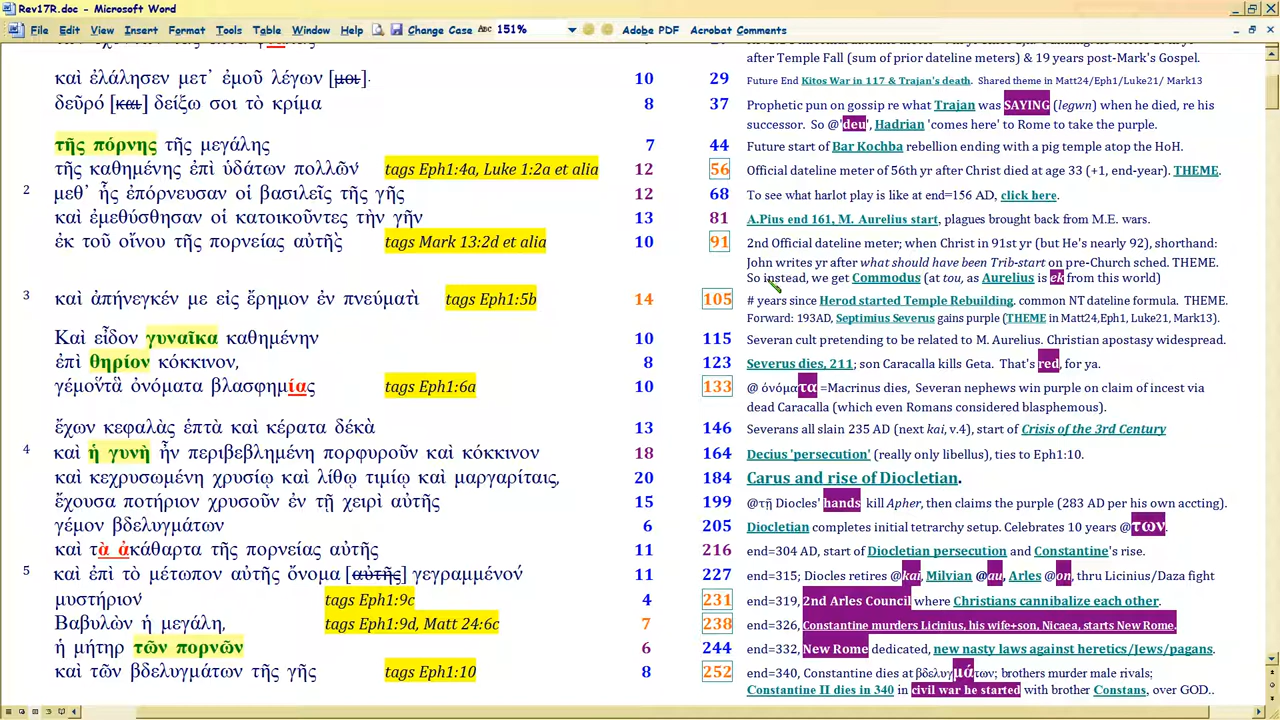 Rev17R.doc - Microsoft Word
File Edit View Insert Format Tools Table Window Help Change Case 151% Adobe PDF Acrobat Comments
after Temple Fall (sum of prior dateline meters) & 19 years post-Mark's Gospel.
καὶ ἐλάλησεν μετ᾽ ἐμοῦ λέγων [μοι]· 10 29 Future End Kitos War in 117 & Trajan's death. Shared theme in Matt24/Eph1/Luke21/ Mark13
δεῦρό [καὶ] δείξω σοι τὸ κρίμα 8 37 Prophetic pun on gossip re what Trajan was SAYING (legwn) when he died, re his
successor. So @'deu', Hadrian 'comes here' to Rome to take the purple.
τῆς πόρνης τῆς μεγάλης 7 44 Future start of Bar Kochba rebellion ending with a pig temple atop the HoH.
τῆς καθημένης ἐπὶ ὑδάτων πολλῶν tags Eph1:4a, Luke 1:2a et alia 12 56 Official dateline meter of 56th yr after Christ died at age 33 (+1, end-year). THEME.
2 μεθ᾽ ἧς ἐπόρνευσαν οἱ βασιλεῖς τῆς γῆς 12 68 To see what harlot play is like at end=156 AD, click here.
καὶ ἐμεθύσθησαν οἱ κατοικοῦντες τὴν γῆν 13 81 A.Pius end 161, M. Aurelius start, plagues brought back from M.E. wars.
ἐκ τοῦ οἴνου τῆς πορνείας αὐτῆς tags Mark 13:2d et alia 10 91 2nd Official dateline meter; when Christ in 91st yr (but He's nearly 92), shorthand:
John writes yr after what should have been Trib-start on pre-Church sched. THEME.
So instead, we get Commodus (at tou, as Aurelius is ek from this world)
3 καὶ ἀπήνεγκέν με εἰς ἔρημον ἐν πνεύματι tags Eph1:5b 14 105 # years since Herod started Temple Rebuilding. common NT dateline formula. THEME.
Forward: 193AD, Septimius Severus gains purple (THEME in Matt24,Eph1, Luke21, Mark13).
Καὶ εἶδον γυναῖκα καθημένην 10 115 Severan cult pretending to be related to M. Aurelius. Christian apostasy widespread.
ἐπὶ θηρίον κόκκινον, 8 123 Severus dies, 211; son Caracalla kills Geta. That's red, for ya.
γέμοντα ὀνόματα βλασφημίας tags Eph1:6a 10 133 @ ὀνόματα =Macrinus dies, Severan nephews win purple on claim of incest via
dead Caracalla (which even Romans considered blasphemous).
ἔχων κεφαλὰς ἑπτὰ καὶ κέρατα δέκα 13 146 Severans all slain 235 AD (next kai, v.4), start of Crisis of the 3rd Century
4 καὶ ἡ γυνὴ ἦν περιβεβλημένη πορφυροῦν καὶ κόκκινον 18 164 Decius 'persecution' (really only libellus), ties to Eph1:10.
καὶ κεχρυσωμένη χρυσίῳ καὶ λίθῳ τιμίῳ καὶ μαργαρίταις, 20 184 Carus and rise of Diocletian.
ἔχουσα ποτήριον χρυσοῦν ἐν τῇ χειρὶ αὐτῆς 15 199 @τῇ Diocles' hands kill Apher, then claims the purple (283 AD per his own accting).
γέμον βδελυγμάτων 6 205 Diocletian completes initial tetrarchy setup. Celebrates 10 years @των.
καὶ τὰ ἀκάθαρτα τῆς πορνείας αὐτῆς 11 216 end=304 AD, start of Diocletian persecution and Constantine's rise.
5 καὶ ἐπὶ τὸ μέτωπον αὐτῆς ὄνομα [αὐτῆς] γεγραμμένον 11 227 end=315; Diocles retires @kai, Milvian @au, Arles @on, thru Licinius/Daza fight
μυστήριον tags Eph1:9c 4 231 end=319, 2nd Arles Council where Christians cannibalize each other.
Βαβυλὼν ἡ μεγάλη, tags Eph1:9d, Matt 24:6c 7 238 end=326, Constantine murders Licinius, his wife+son, Nicaea, starts New Rome.
ἡ μήτηρ τῶν πορνῶν 6 244 end=332, New Rome dedicated, new nasty laws against heretics/Jews/pagans.
καὶ τῶν βδελυγμάτων τῆς γῆς tags Eph1:10 8 252 end=340, Constantine dies at βδελυγμάτων; brothers murder male rivals;
Constantine II dies in 340 in civil war he started with brother Constans, over GOD..